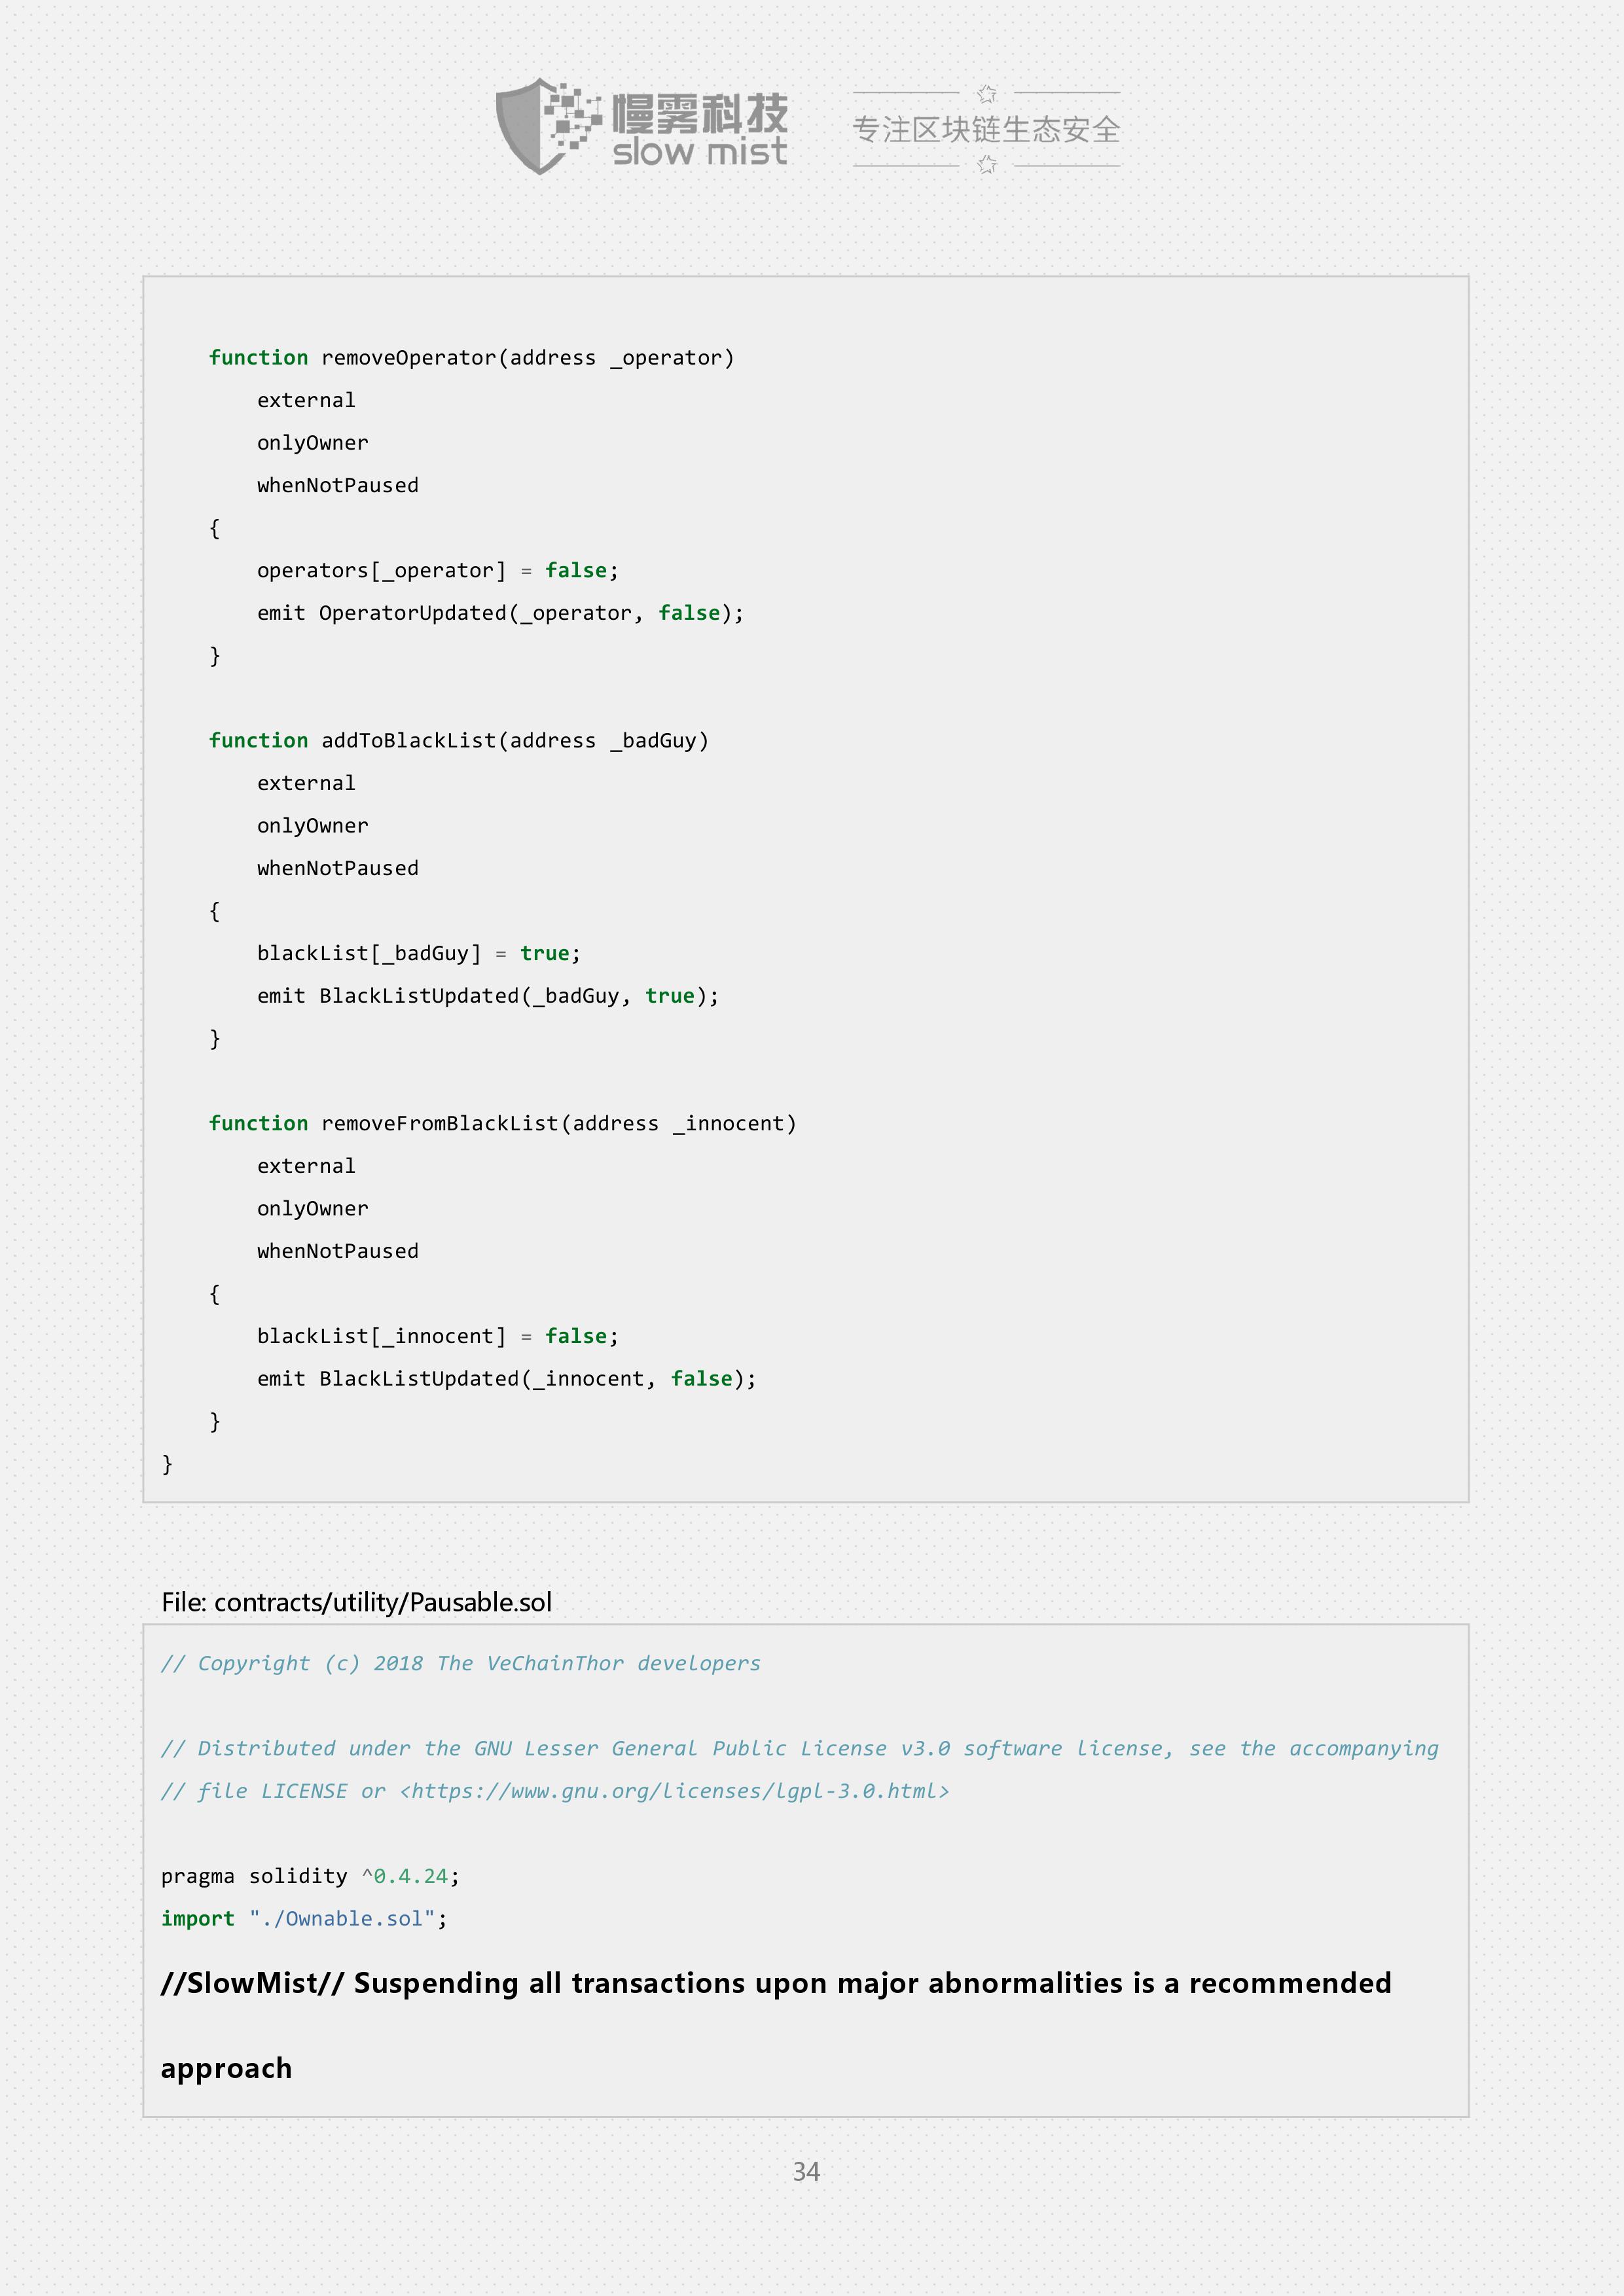 慢雾科技
slow mist
专注区块链生态安全
function removeOperator(address _operator)
external
onlyOwner
whenNotPaused
{
operators[_operator] = false;
emit OperatorUpdated(_operator, false);
}
function addToBlackList(address _badGuy)
external
onlyOwner
whenNotPaused
{
blackList[_badGuy] = true;
emit BlackListUpdated(_badGuy, true);
}
function removeFromBlackList(address _innocent)
external
onlyOwner
whenNotPaused
{
blackList[_innocent] = false;
emit BlackListUpdated(_innocent, false);
}
}
File: contracts/utility/Pausable.sol
// Copyright (c) 2018 The VeChainThor developers
// Distributed under the GNU Lesser General Public License v3.0 software license, see the accompanying
// file LICENSE or <https://www.gnu.org/licenses/lgpl-3.0.html>
pragma solidity ^0.4.24;
import "./Ownable.sol";
//SlowMist// Suspending all transactions upon major abnormalities is a recommended
approach
34